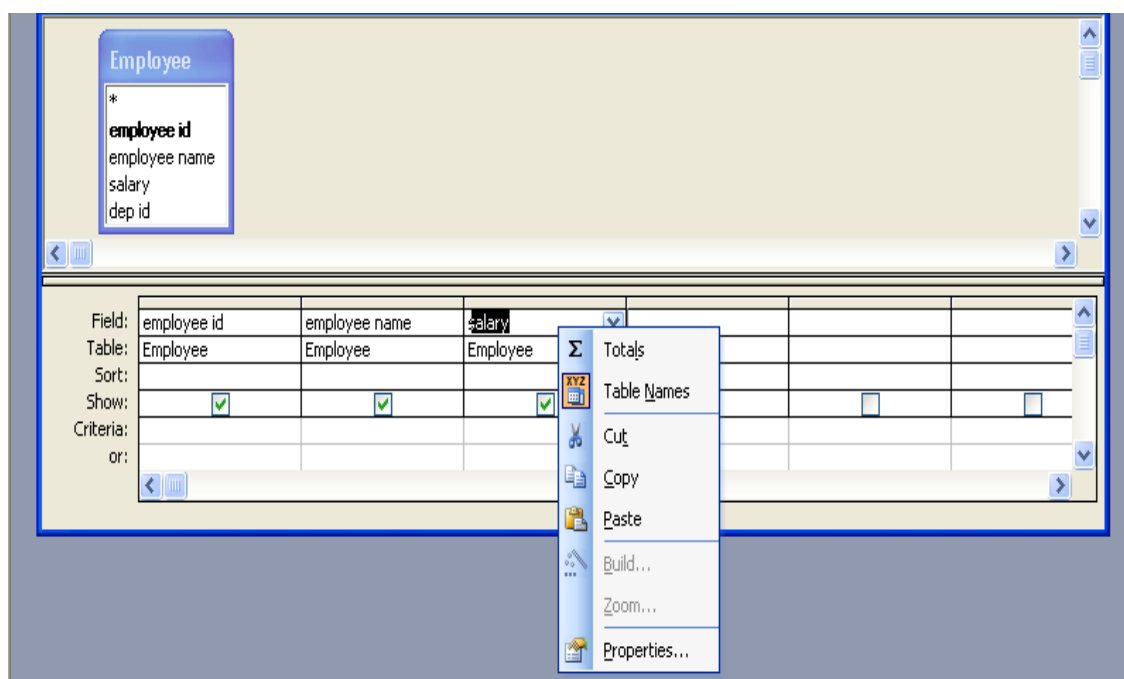 Employee
*
employee id
employee name
salary
dep id
Field: employee id employee name salary
Table: Employee Employee Employee
Sort:
Show:
Criteria:
or:
Σ Totals
XYZ Table Names
Cut
Copy
Paste
Build...
Zoom...
Properties...